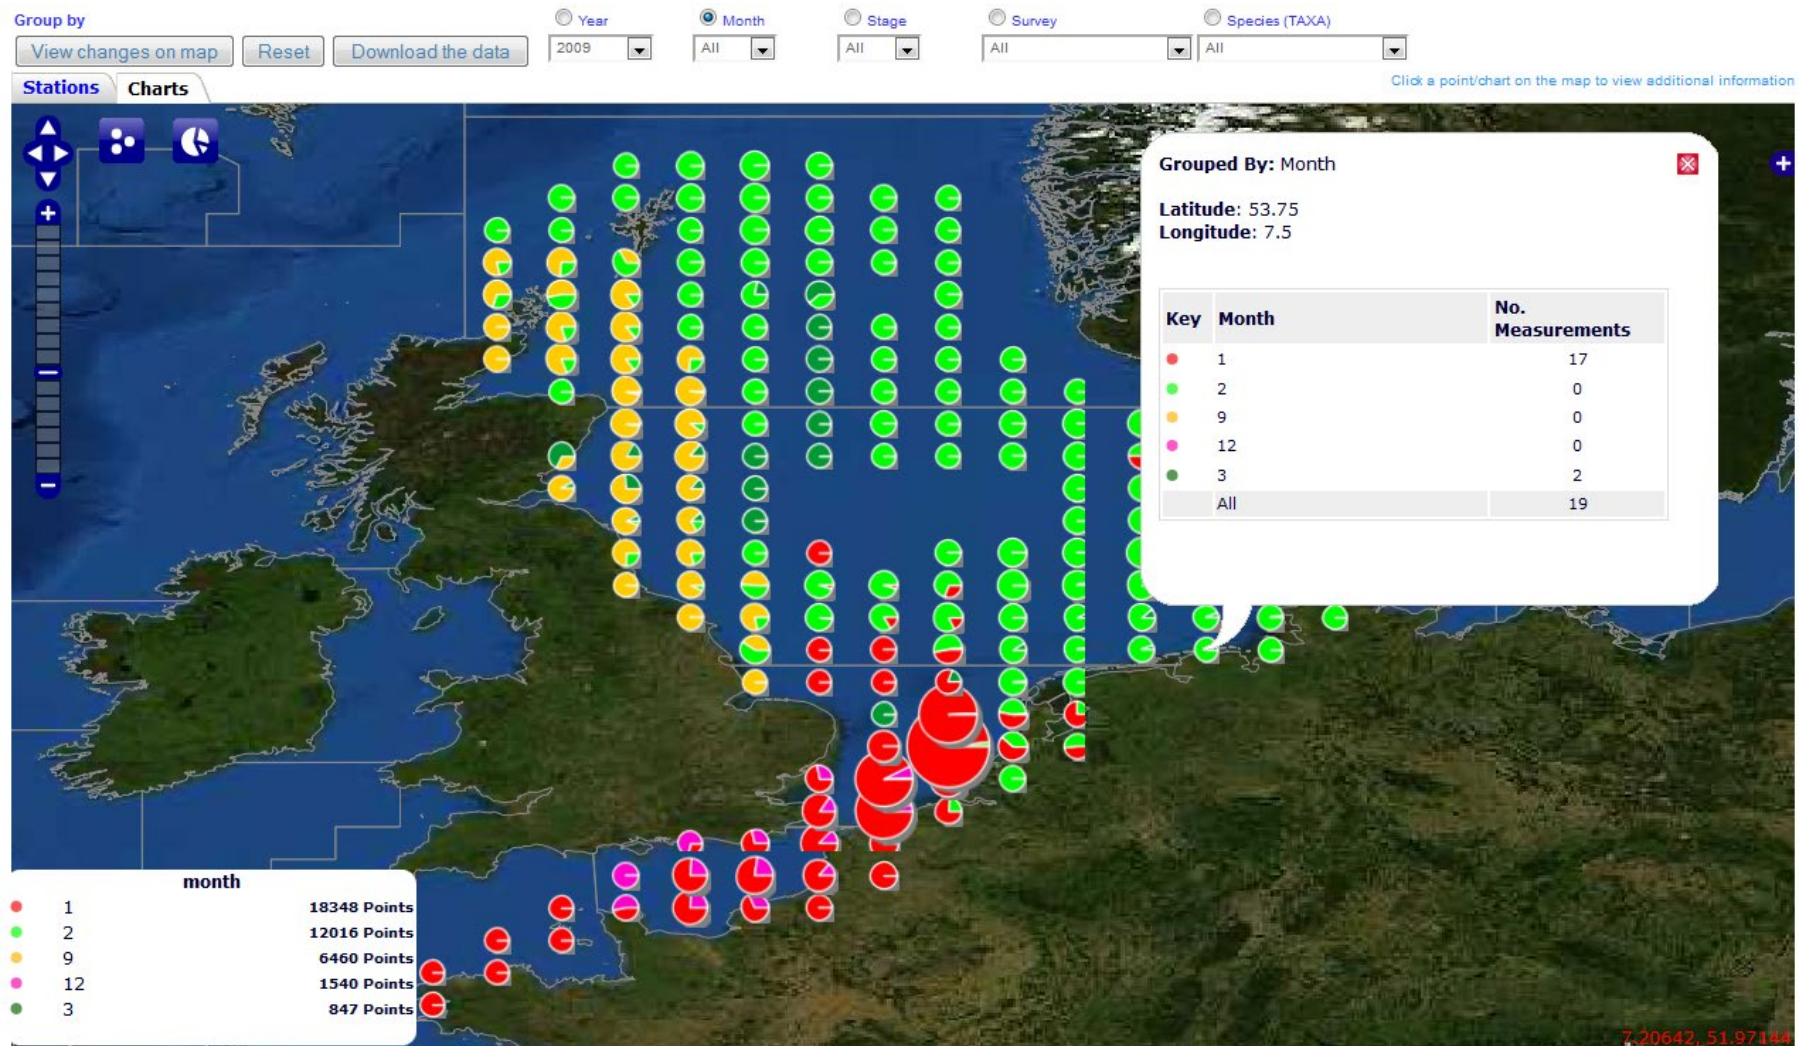 Group by
Year
Month
Stage
Survey
Species (TAXA)
View changes on map
Reset
Download the data
2009
All
All
All
All
Stations
Charts
Click a point/chart on the map to view additional information
Grouped By: Month
Latitude: 53.75
Longitude: 7.5
Key Month No.
Measurements
1 17
2 0
9 0
12 0
3 2
All 19
month
1 18348 Points
2 12016 Points
9 6460 Points
12 1540 Points
3 847 Points
7.20642, 51.97144